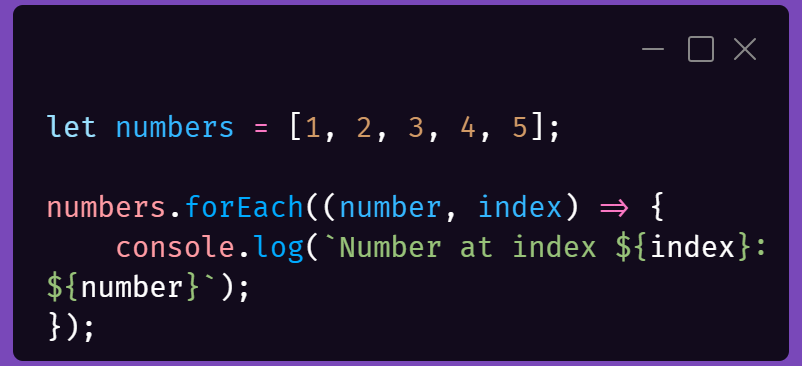 let numbers = [1, 2, 3, 4, 5];
numbers.forEach((number, index) => {
    console.log(`Number at index ${index}:
${number}`);
});